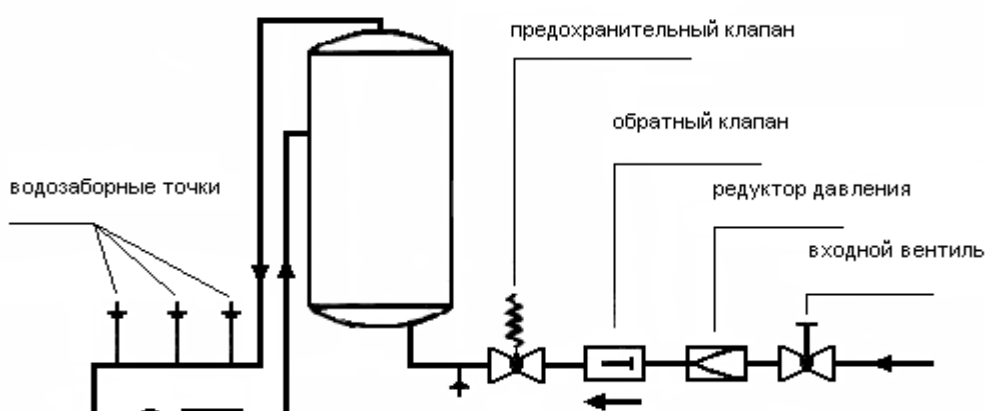 предохранительный клапан
обратный клапан
водозаборные точки
редуктор давления
входной вентиль